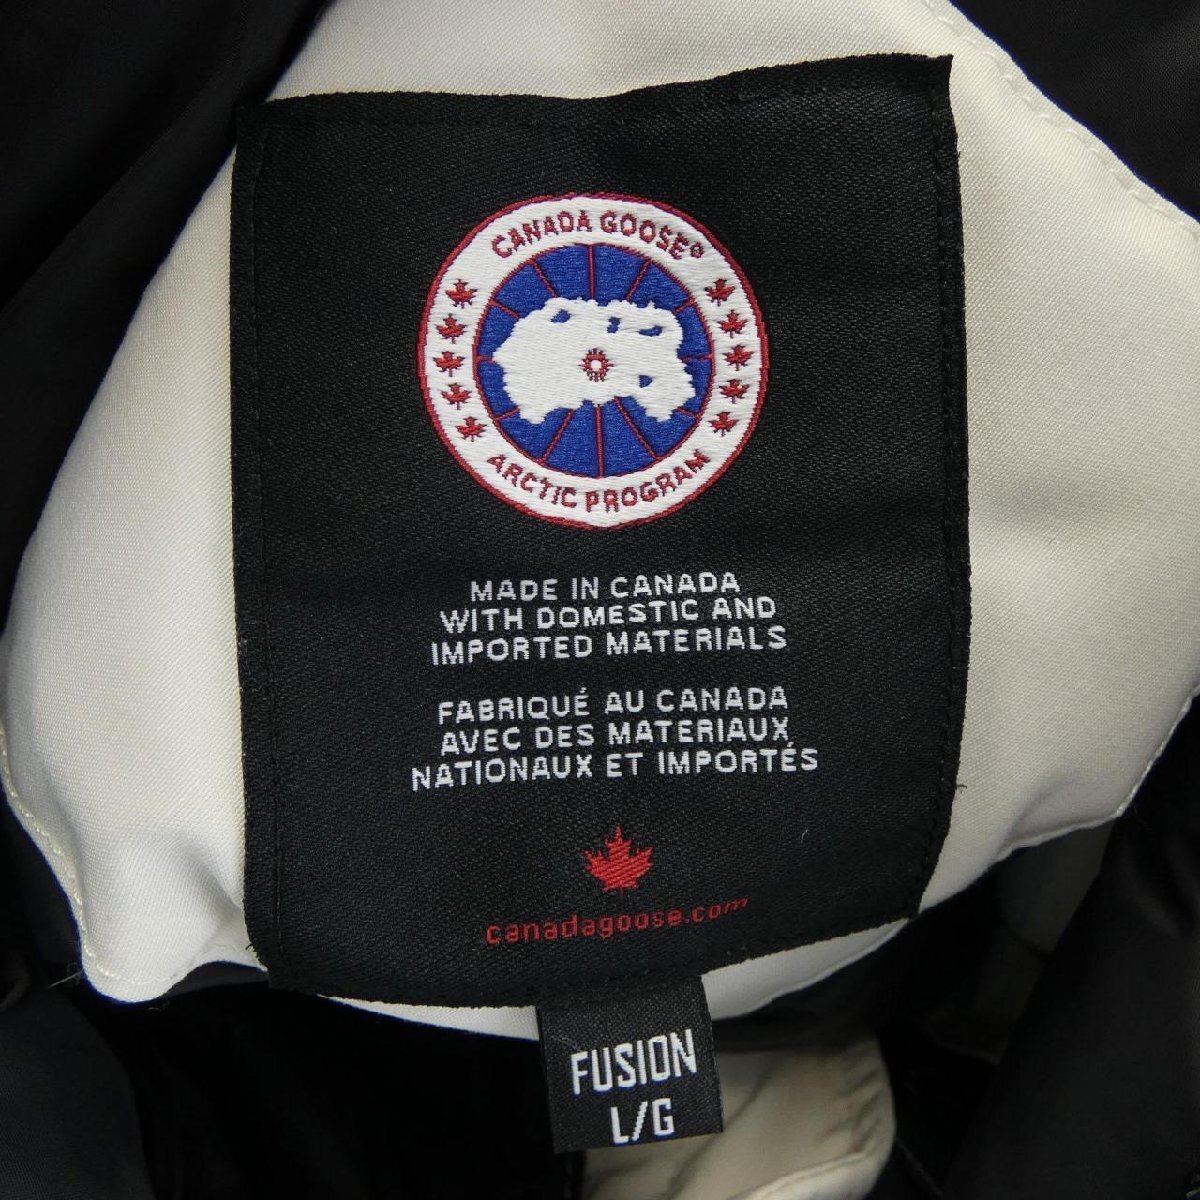 CANADA GOOSE®
ARCTIC PROGRAM
MADE IN CANADA
WITH DOMESTIC AND
IMPORTED MATERIALS
FABRIQUÉ AU CANADA
AVEC DES MATERIAUX
NATIONAUX ET IMPORTÉS
canadagoose.com
FUSION
L/G